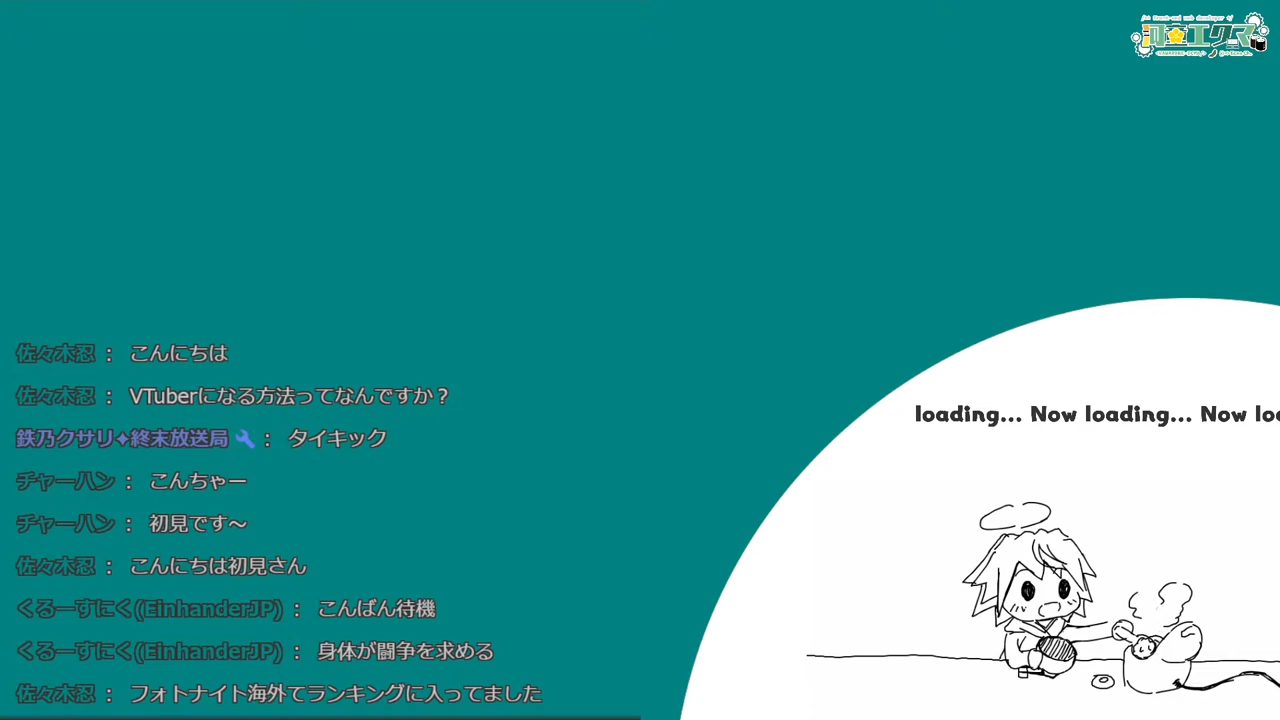 エクマ
佐々木忍 ： こんにちは
佐々木忍 ： VTuberになる方法ってなんですか？
鉄乃クサリ✦終末放送局 ： タイキック
チャーハン ： こんちゃー
チャーハン ： 初見です～
佐々木忍 ： こんにちは初見さん
くるーすにく(EinhanderJP) ： こんばん待機
くるーすにく(EinhanderJP) ： 身体が闘争を求める
佐々木忍 ： フォトナイト海外てランキングに入ってました
loading... Now loading... Now loa